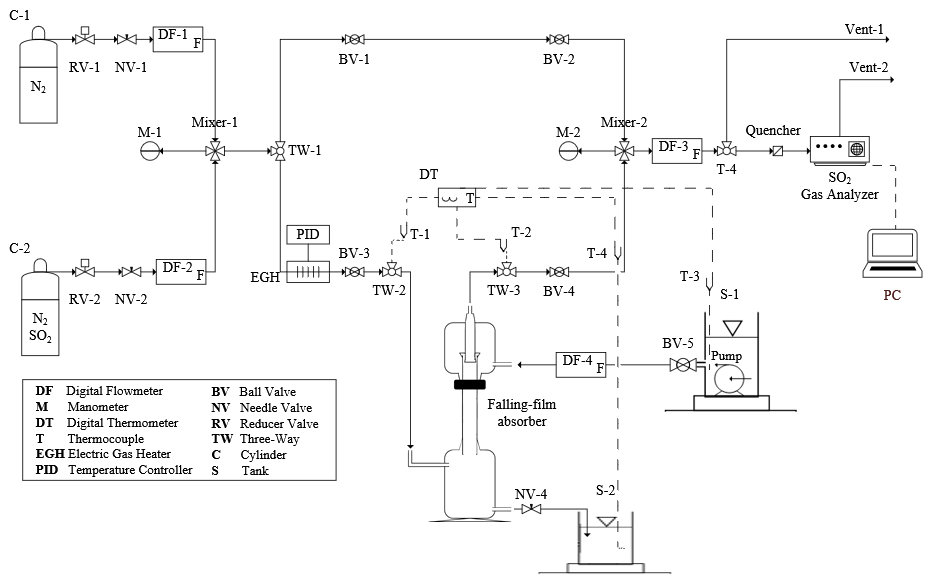 C-1
DF-1
F
N₂
RV-1
NV-1
BV-1
BV-2
Vent-1
Vent-2
M-1
Mixer-1
TW-1
M-2
Mixer-2
DF-3
F
T-4
Quencher
SO₂
Gas Analyzer
DT
T
C-2
DF-2
F
N₂
SO₂
RV-2
NV-2
PID
EGH
BV-3
T-1
TW-2
T-2
TW-3
BV-4
T-4
T-3
S-1
PC
BV-5
Pump
DF-4
F
Falling-film
absorber
NV-4
S-2
DF Digital Flowmeter
M Manometer
DT Digital Thermometer
T Thermocouple
EGH Electric Gas Heater
PID Temperature Controller
BV Ball Valve
NV Needle Valve
RV Reducer Valve
TW Three-Way
C Cylinder
S Tank